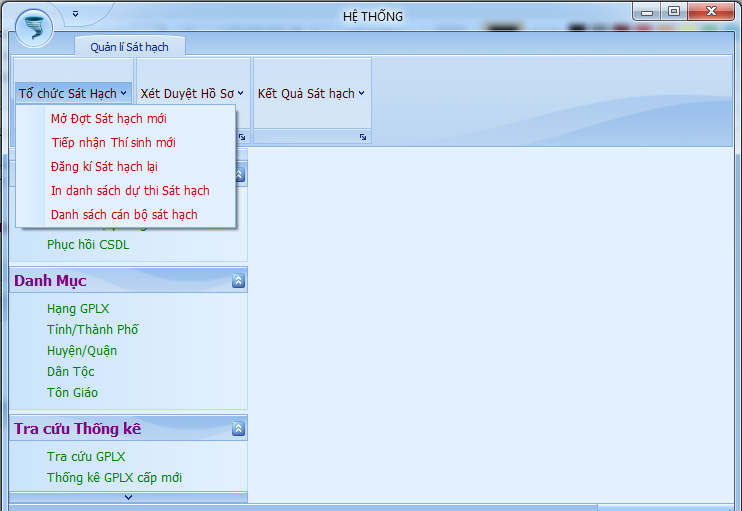 HỆ THỐNG
Quản lí Sát hạch
Tổ chức Sát Hạch
Xét Duyệt Hồ Sơ
Kết Quả Sát hạch
Mở Đợt Sát hạch mới
Tiếp nhận Thí sinh mới
Đăng kí Sát hạch lại
In danh sách dự thi Sát hạch
Danh sách cán bộ sát hạch
Phục hồi CSDL
Danh Mục
Hạng GPLX
Tỉnh/Thành Phố
Huyện/Quận
Dân Tộc
Tôn Giáo
Tra cứu Thống kê
Tra cứu GPLX
Thống kê GPLX cấp mới